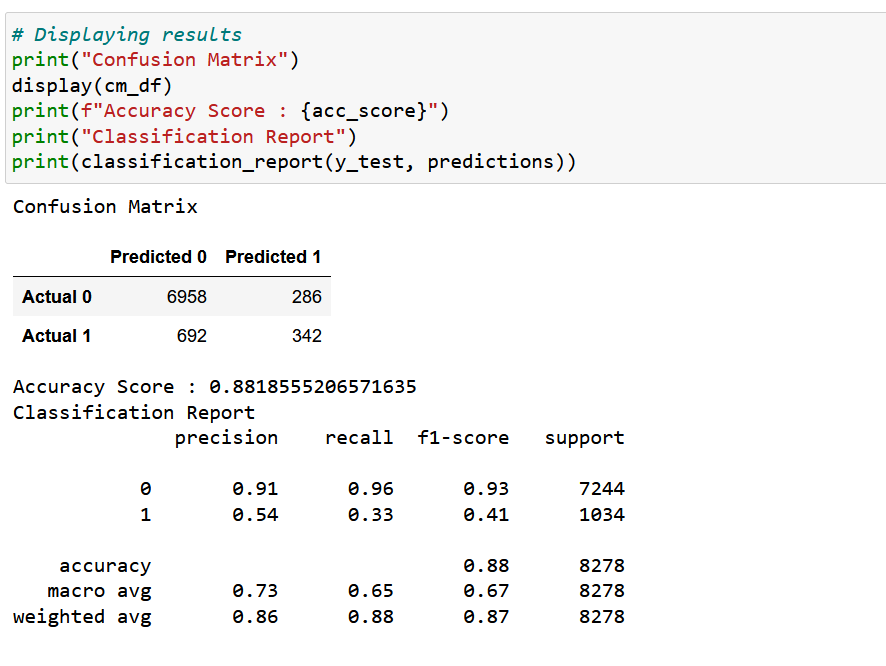 # Displaying results
print("Confusion Matrix")
display(cm_df)
print(f"Accuracy Score : {acc_score}")
print("Classification Report")
print(classification_report(y_test, predictions))
Confusion Matrix
Predicted 0 Predicted 1
Actual 0 6958 286
Actual 1 692 342
Accuracy Score : 0.8818555206571635
Classification Report
precision recall f1-score support
0 0.91 0.96 0.93 7244
1 0.54 0.33 0.41 1034
accuracy 0.88 8278
macro avg 0.73 0.65 0.67 8278
weighted avg 0.86 0.88 0.87 8278